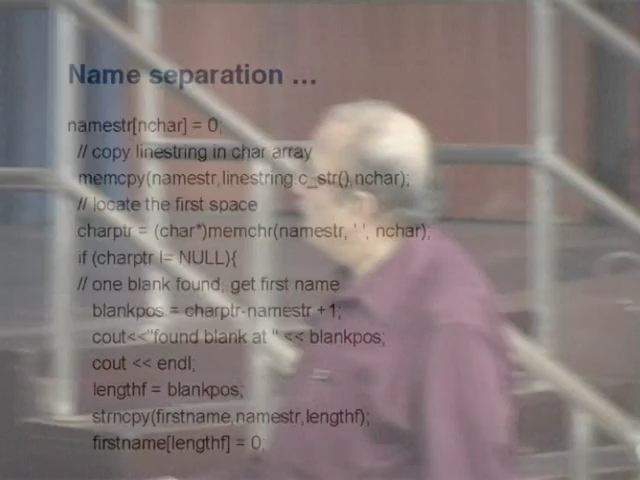 Name separation ...
namestr[nchar] = 0;
// copy linestring in char array
memcpy(namestr,linestring.c_str(),nchar);
// locate the first space
charptr = (char*)memchr(namestr, ' ', nchar);
if (charptr != NULL){
// one blank found, get first name
blankpos = charptr-namestr +1;
cout<<"found blank at " << blankpos;
cout << endl;
lengthf = blankpos;
strncpy(firstname,namestr,lengthf);
firstname[lengthf] = 0;